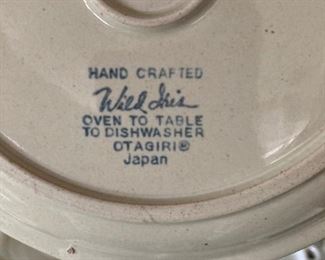 HAND CRAFTED
Wild Iris
OVEN TO TABLE
TO DISHWASHER
OTAGIRI®
Japan